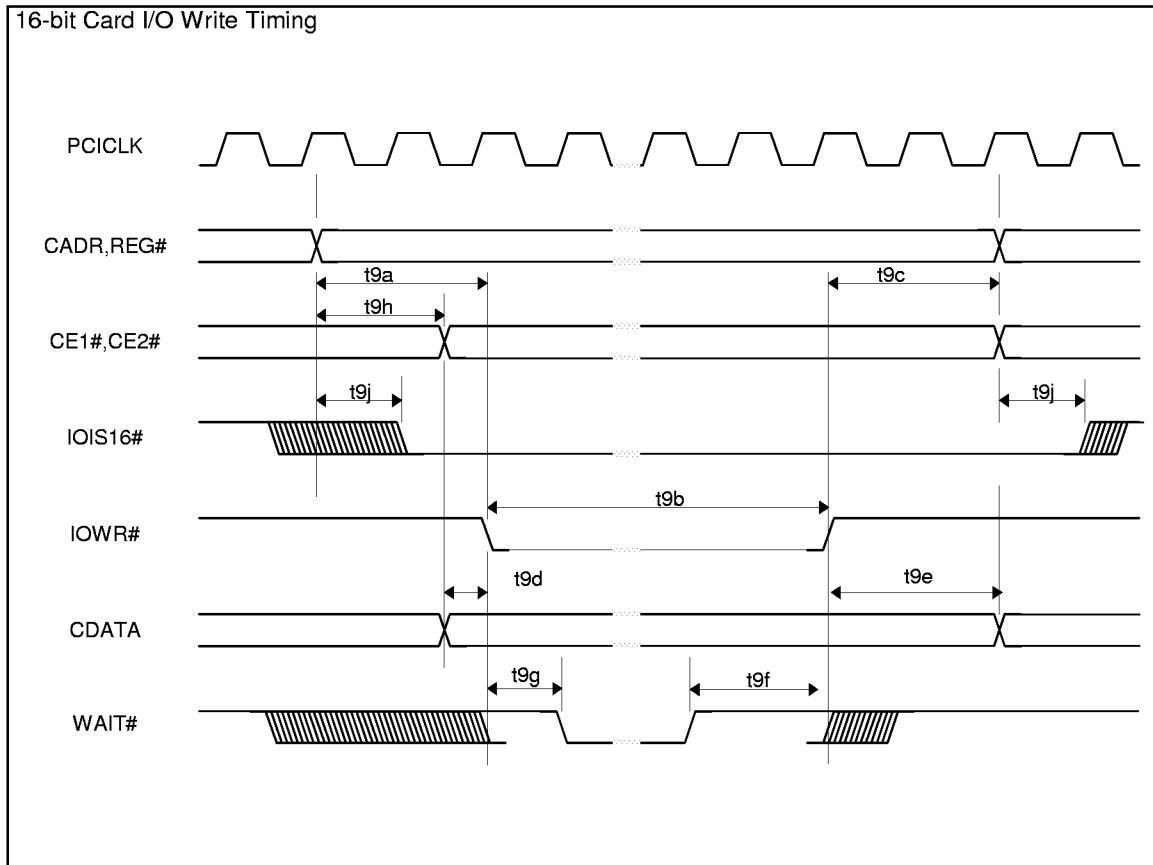 16-bit Card I/O Write Timing
PCICLK
CADR,REG#
t9a
t9c
t9h
CE1#,CE2#
t9j
t9j
IOIS16#
t9b
IOWR#
t9d
t9e
CDATA
t9g
t9f
WAIT#